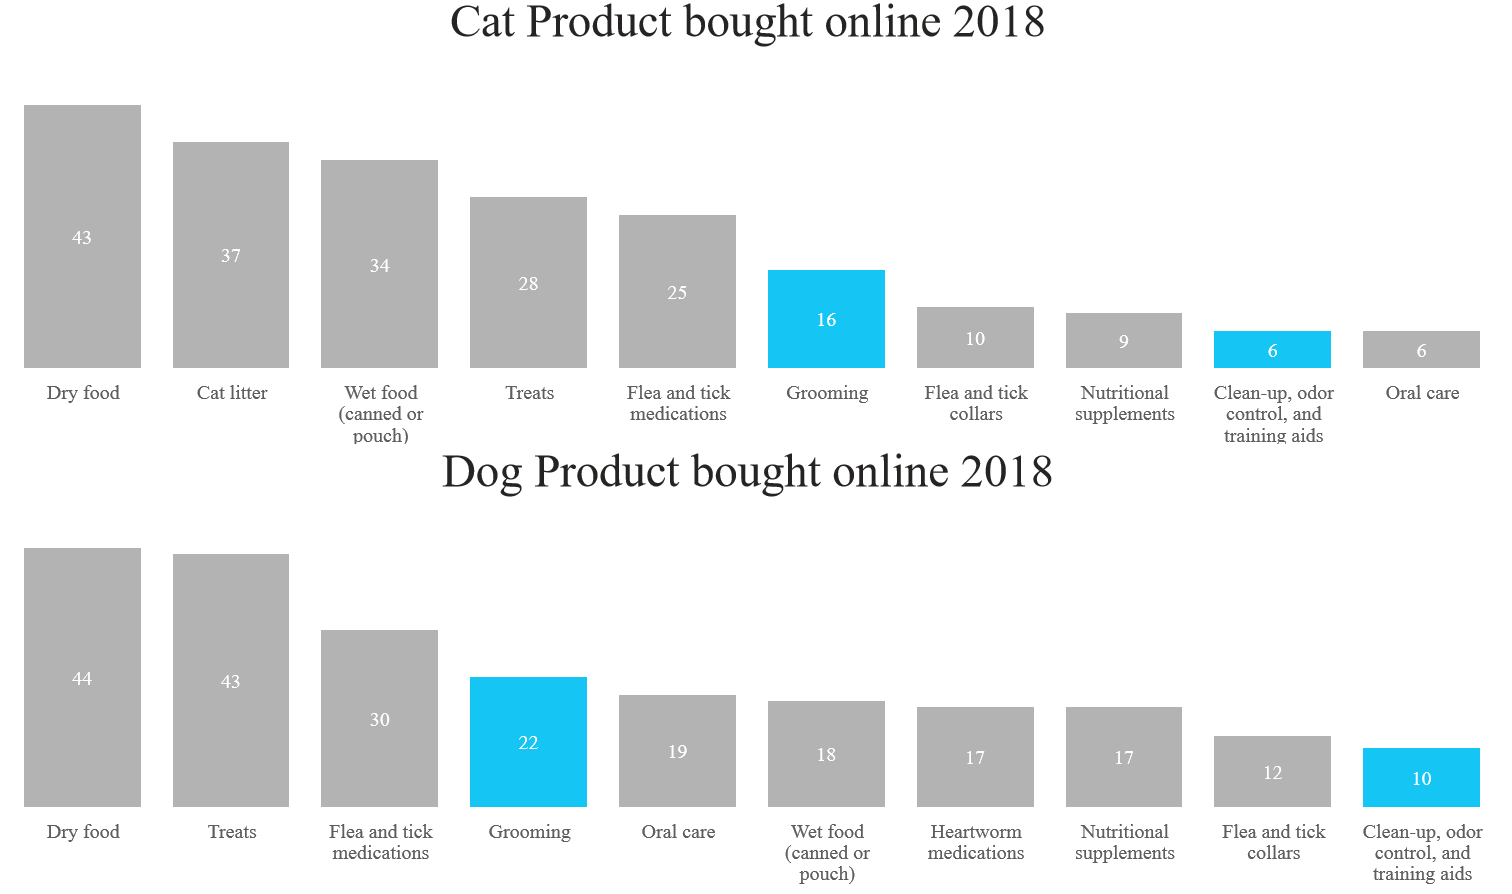 Cat Product bought online 2018
43
37
34
28
25
16
10
9
6
6
Dry food
Cat litter
Wet food
(canned or
pouch)
Treats
Flea and tick
medications
Grooming
Flea and tick
collars
Nutritional
supplements
Clean-up, odor
control, and
training aids
Oral care
Dog Product bought online 2018
44
43
30
22
19
18
17
17
12
10
Dry food
Treats
Flea and tick
medications
Grooming
Oral care
Wet food
(canned or
pouch)
Heartworm
medications
Nutritional
supplements
Flea and tick
collars
Clean-up, odor
control, and
training aids